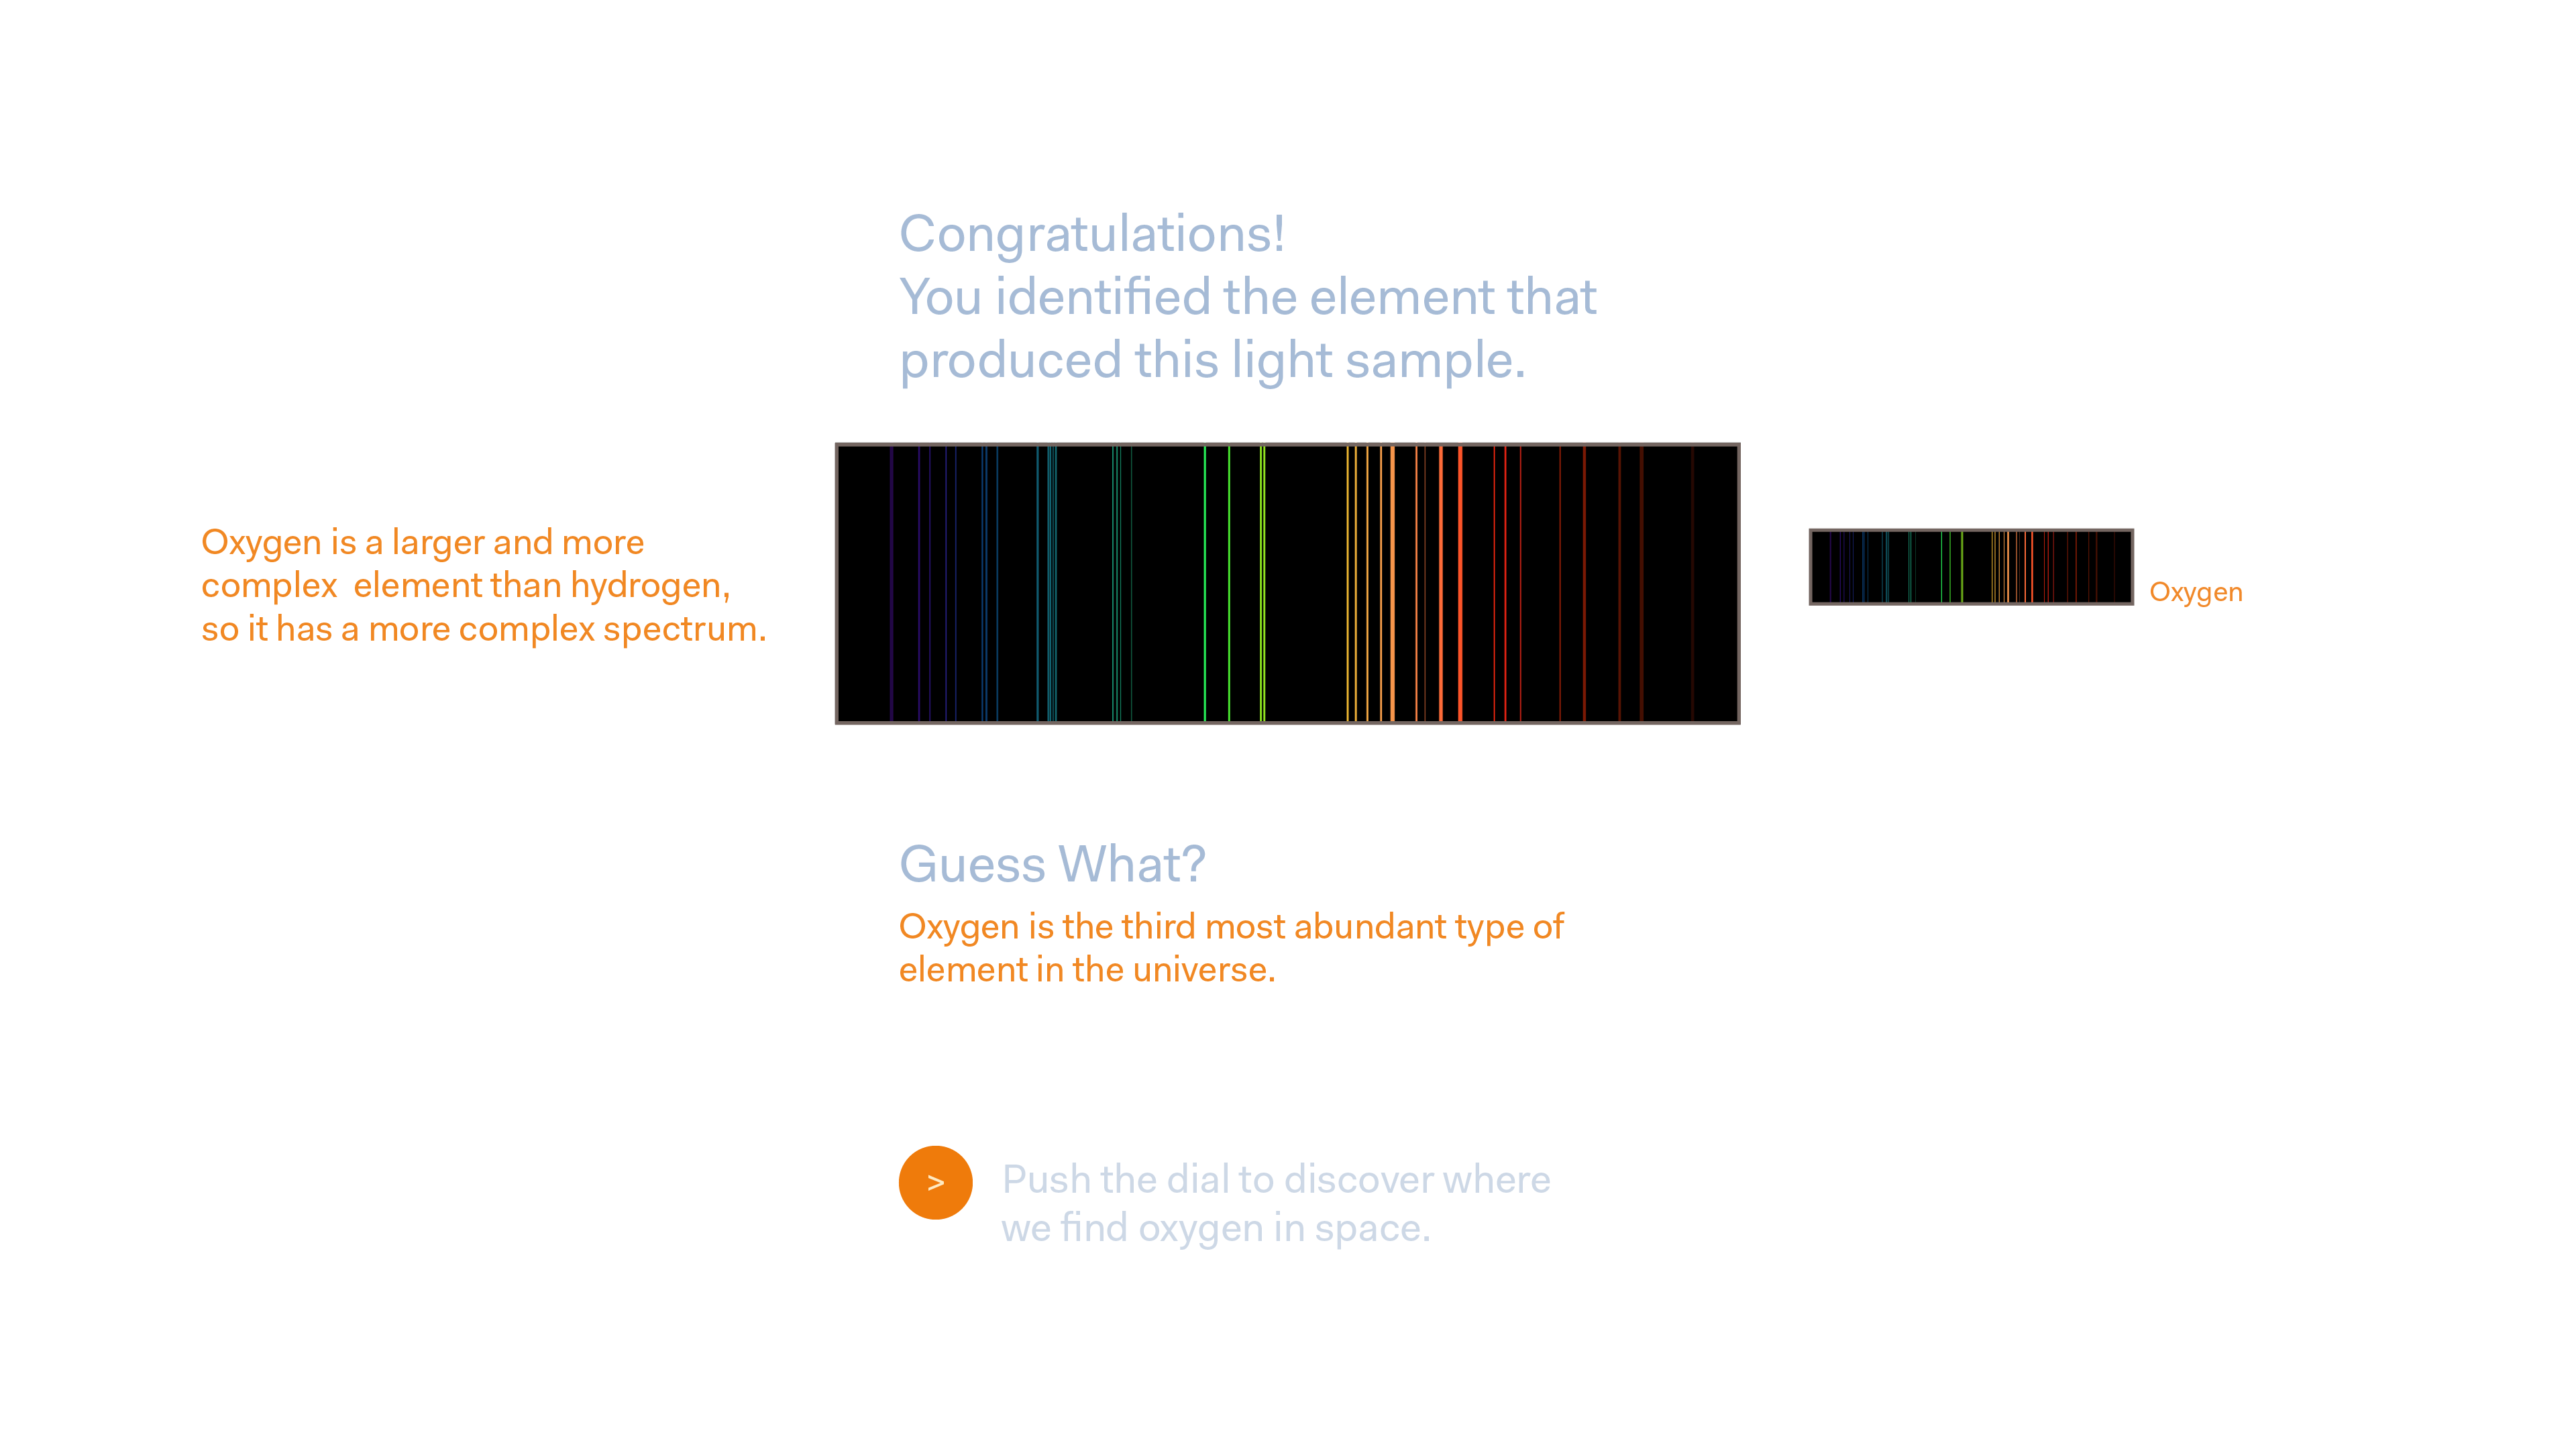 Congratulations!
You identified the element that
produced this light sample.
Oxygen is a larger and more
complex  element than hydrogen,
so it has a more complex spectrum.
Oxygen
Guess What?
Oxygen is the third most abundant type of
element in the universe.
>
Push the dial to discover where
we find oxygen in space.